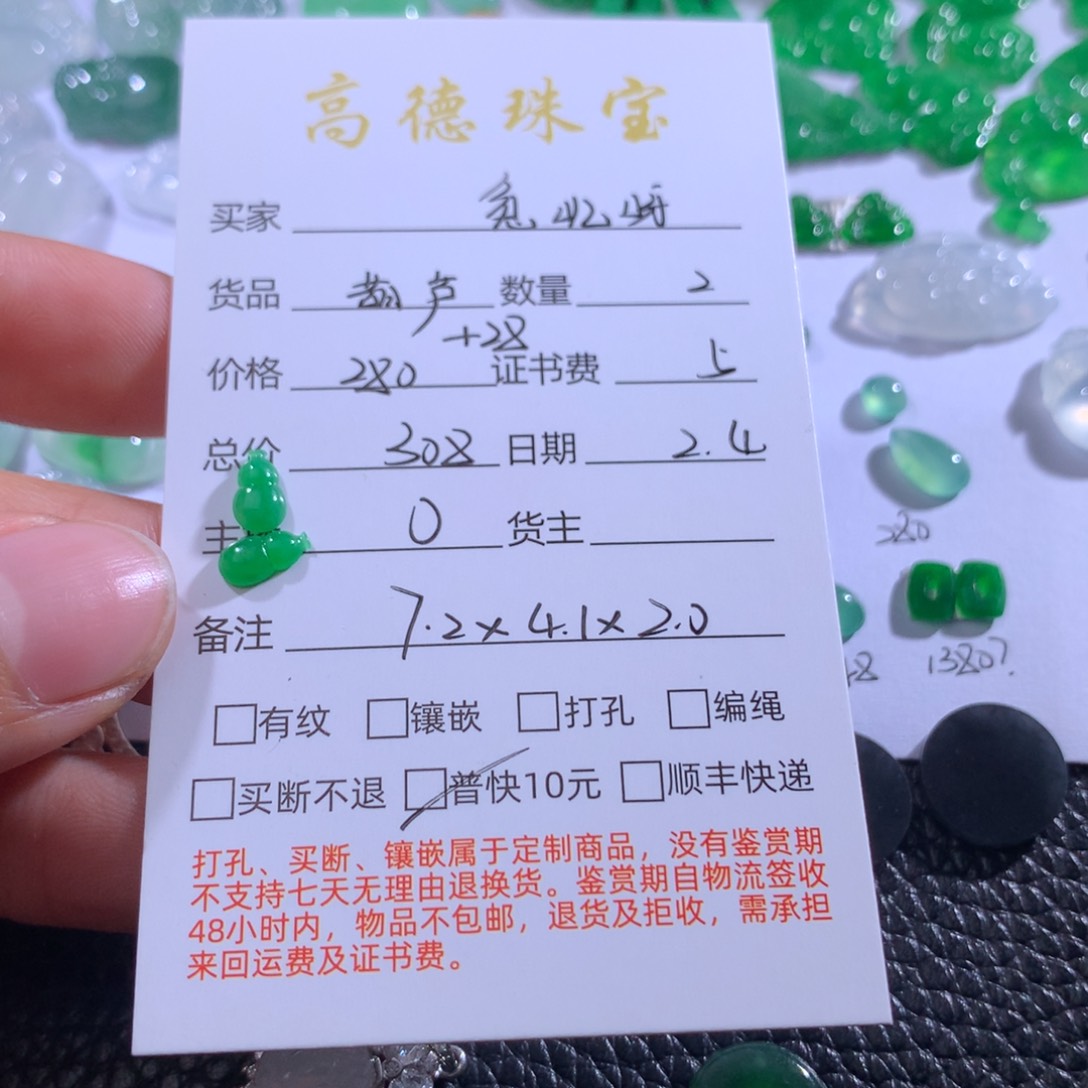 高德珠宝
买家
货品 葫芦 数量 2
+28
价格 280 证书费 5
总价 308 日期 2.4
主 0 货主
备注 7.2×4.1×2.0
□有纹 □镶嵌 □打孔 □编绳
□买断不退 □普快10元 □顺丰快递
打孔、买断、镶嵌属于定制商品，没有鉴赏期
不支持七天无理由退换货。鉴赏期自物流签收
48小时内，物品不包邮，退货及拒收，需承担
来回运费及证书费。
280
1380?